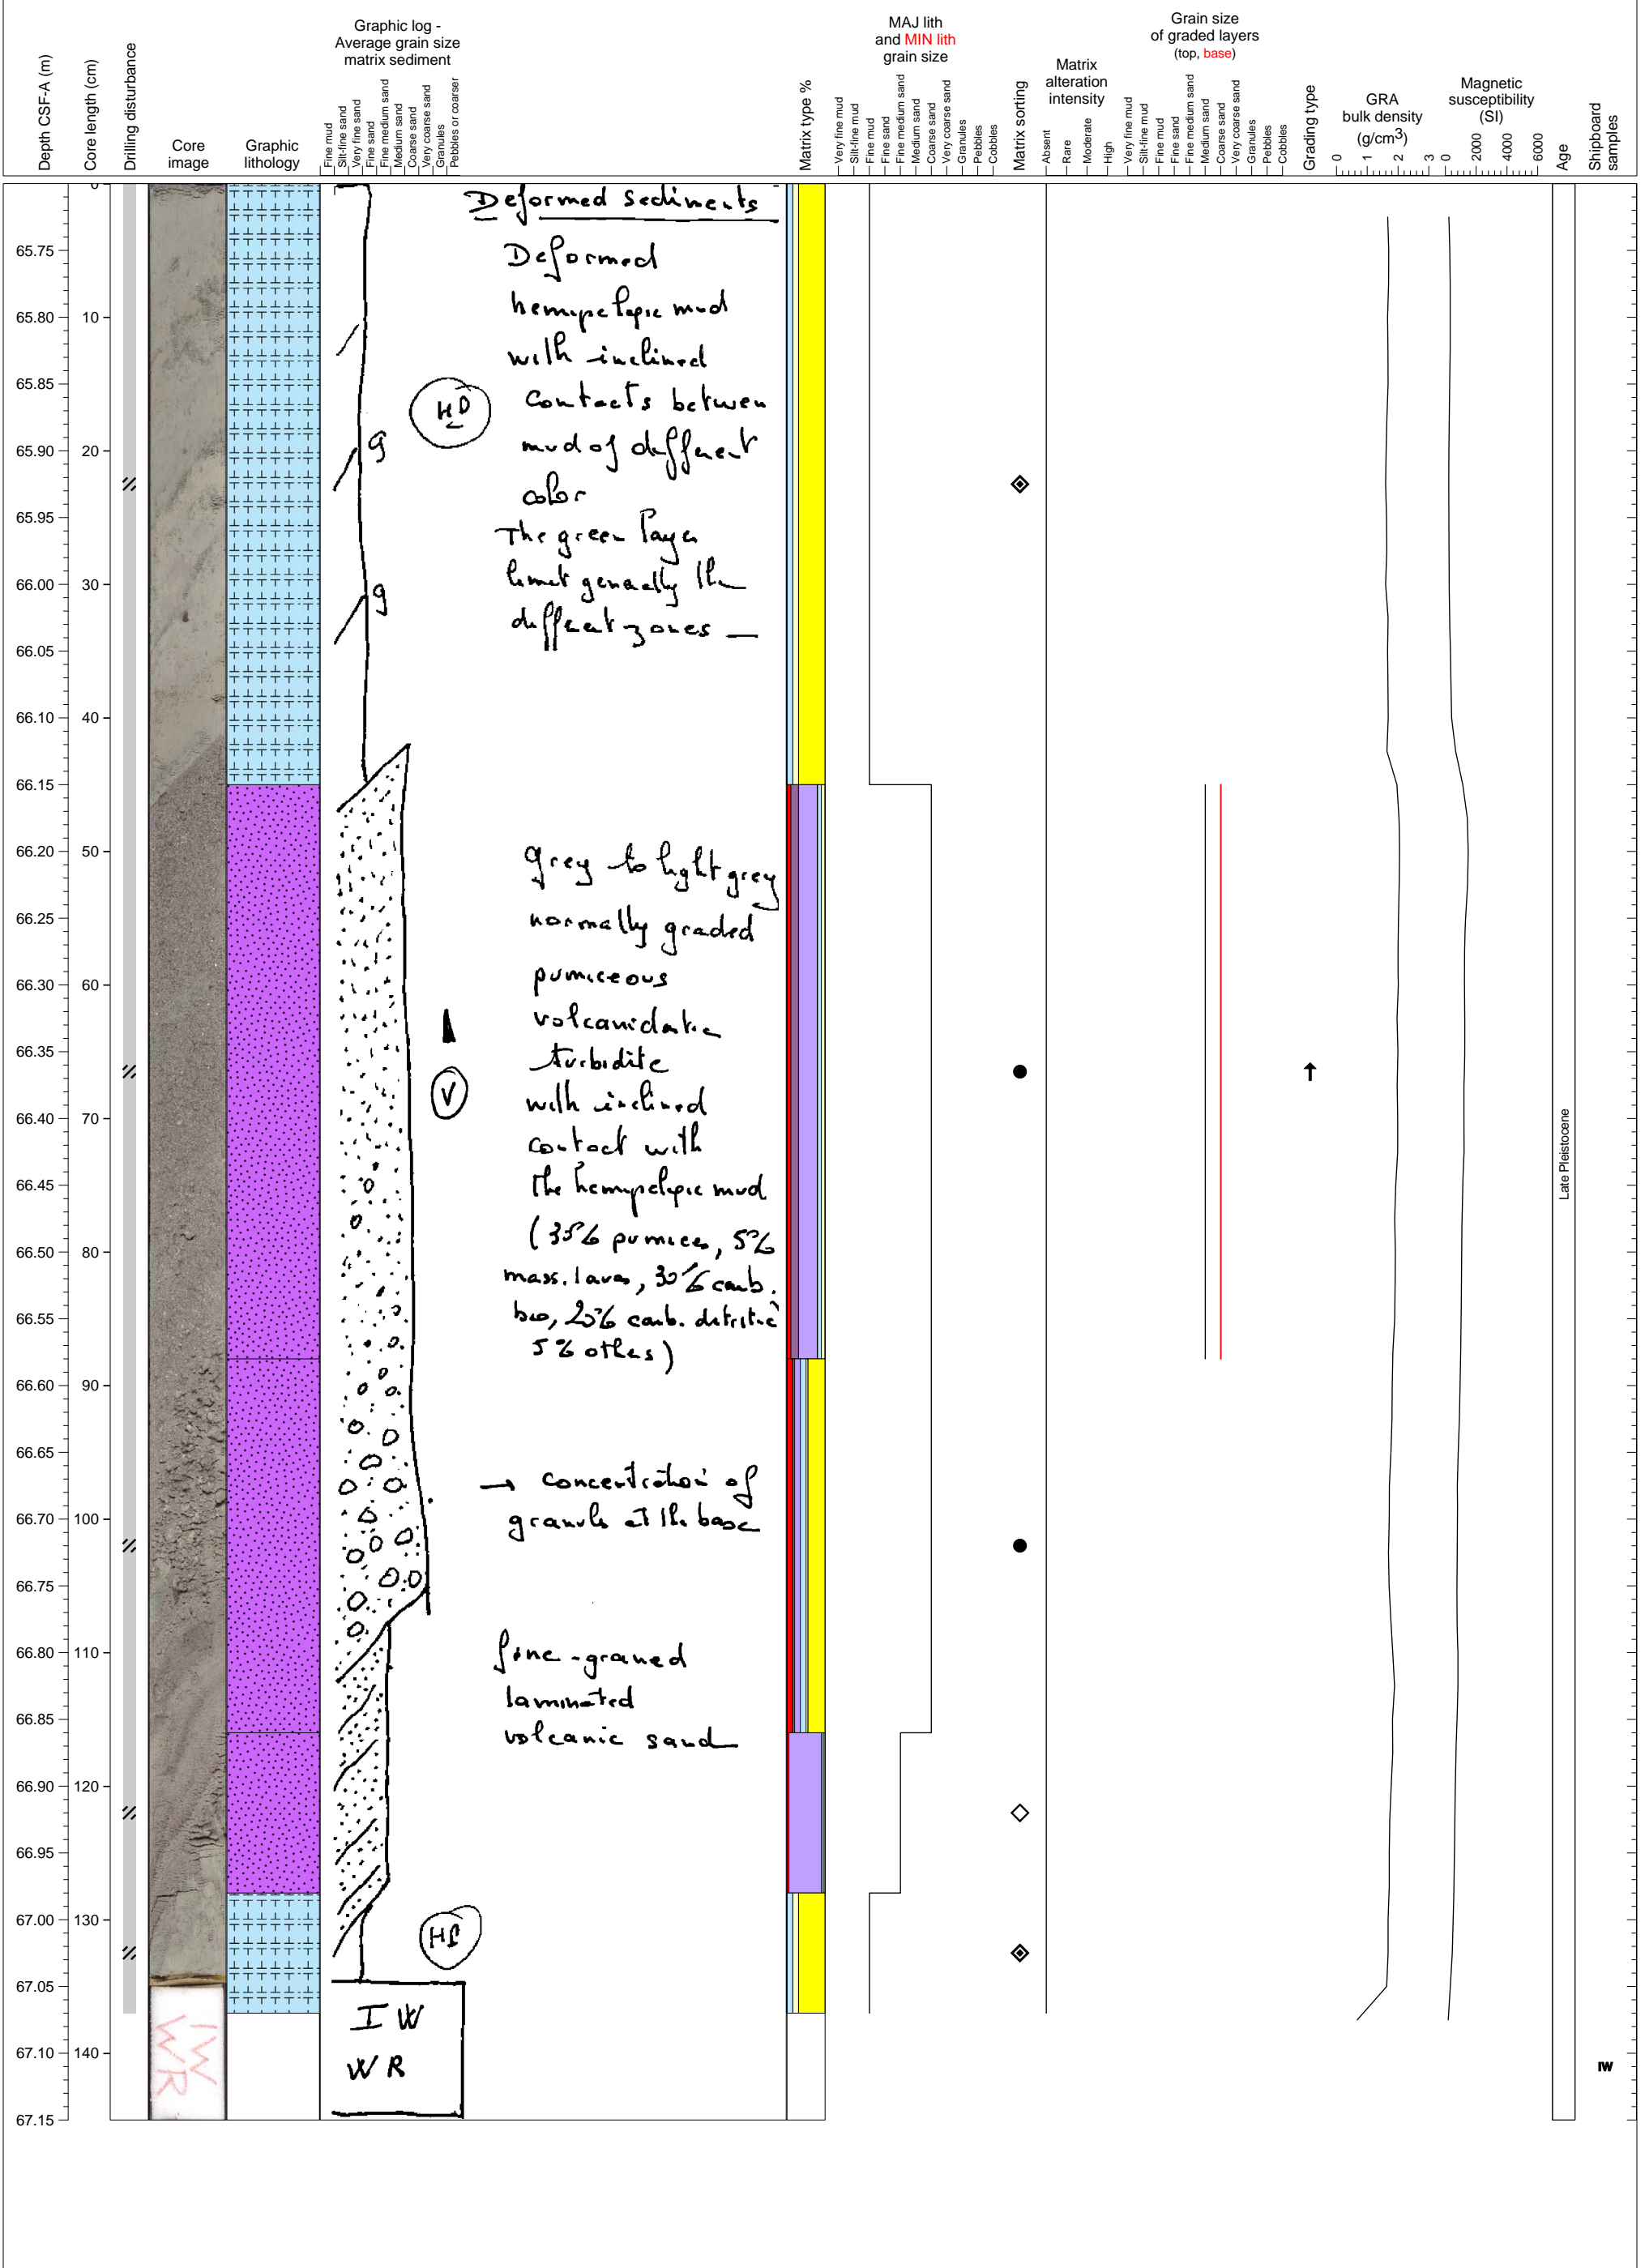 Graphic log -
Average grain size
matrix sediment
MAJ lith
and MIN lith
grain size
Grain size
of graded layers
(top, base)
Matrix
alteration
intensity
GRA
bulk density
(g/cm3)
Magnetic
susceptibility
(SI)
Depth CSF-A (m)
Core length (cm)
Drilling disturbance
Core
image
Graphic
lithology
Fine mud
Silt-fine sand
Very fine sand
Fine sand
Fine medium sand
Medium sand
Coarse sand
Very coarse sand
Granules
Pebbles or coarser
Matrix type %
Very fine mud
Silt-fine mud
Fine mud
Fine sand
Fine medium sand
Medium sand
Coarse sand
Very coarse sand
Granules
Pebbles
Cobbles
Matrix sorting
Absent
Rare
Moderate
High
Very fine mud
Silt-fine mud
Fine mud
Fine sand
Fine medium sand
Medium sand
Coarse sand
Very coarse sand
Granules
Pebbles
Cobbles
Grading type
0 1 2 3
0 2000 4000 6000
Age
Shipboard
samples
0
Deformed Sediments
65.75
Deformed
65.80 10
hemipelagic mud
with inclined
65.85
contacts between
HD
65.90 20
mud of different
g
color
65.95
The green layer
66.00 30
limit generally the
g
different zones —
66.05
66.10 40
66.15
66.20 50
grey to light grey
66.25
normally graded
66.30 60
pumiceous
volcaniclastic
66.35
turbidite
V
with inclined
66.40 70
contact with
66.45
the hemipelagic mud
66.50 80
(35% pumices, 5%
mass. lavas, 30% carb.
66.55
bio, 25% carb. detritic
5% others)
66.60 90
66.65
→ concentration of
66.70 100
granule at the base
66.75
66.80 110
fine-grained
laminated
66.85
volcanic sand
66.90 120
66.95
67.00 130
67.05
IW
WR
IW
WR
67.10 140
67.15
Late Pleistocene
IW